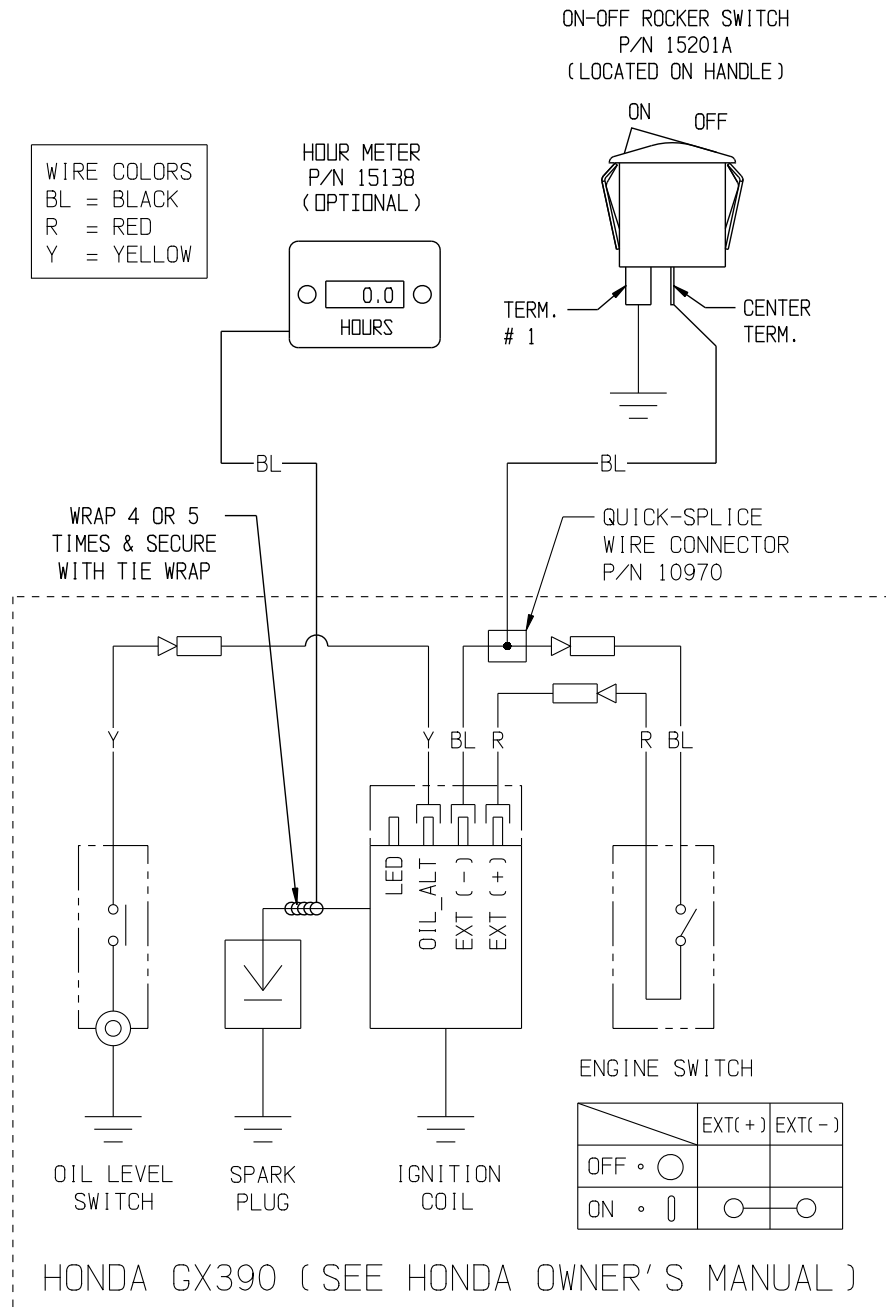 ON-OFF ROCKER SWITCH
P/N 15201A
(LOCATED ON HANDLE)
ON
OFF
HOUR METER
P/N 15138
(OPTIONAL)
WIRE COLORS
BL = BLACK
R = RED
Y = YELLOW
0.0
HOURS
TERM.
# 1
CENTER
TERM.
BL
BL
WRAP 4 OR 5
TIMES & SECURE
WITH TIE WRAP
QUICK-SPLICE
WIRE CONNECTOR
P/N 10970
Y
Y
BL
R
R
BL
LED
OIL_ALT
EXT (-)
EXT (+)
ENGINE SWITCH
EXT(+)
EXT(-)
OFF
ON
OIL LEVEL
SWITCH
SPARK
PLUG
IGNITION
COIL
HONDA GX390 (SEE HONDA OWNER'S MANUAL)